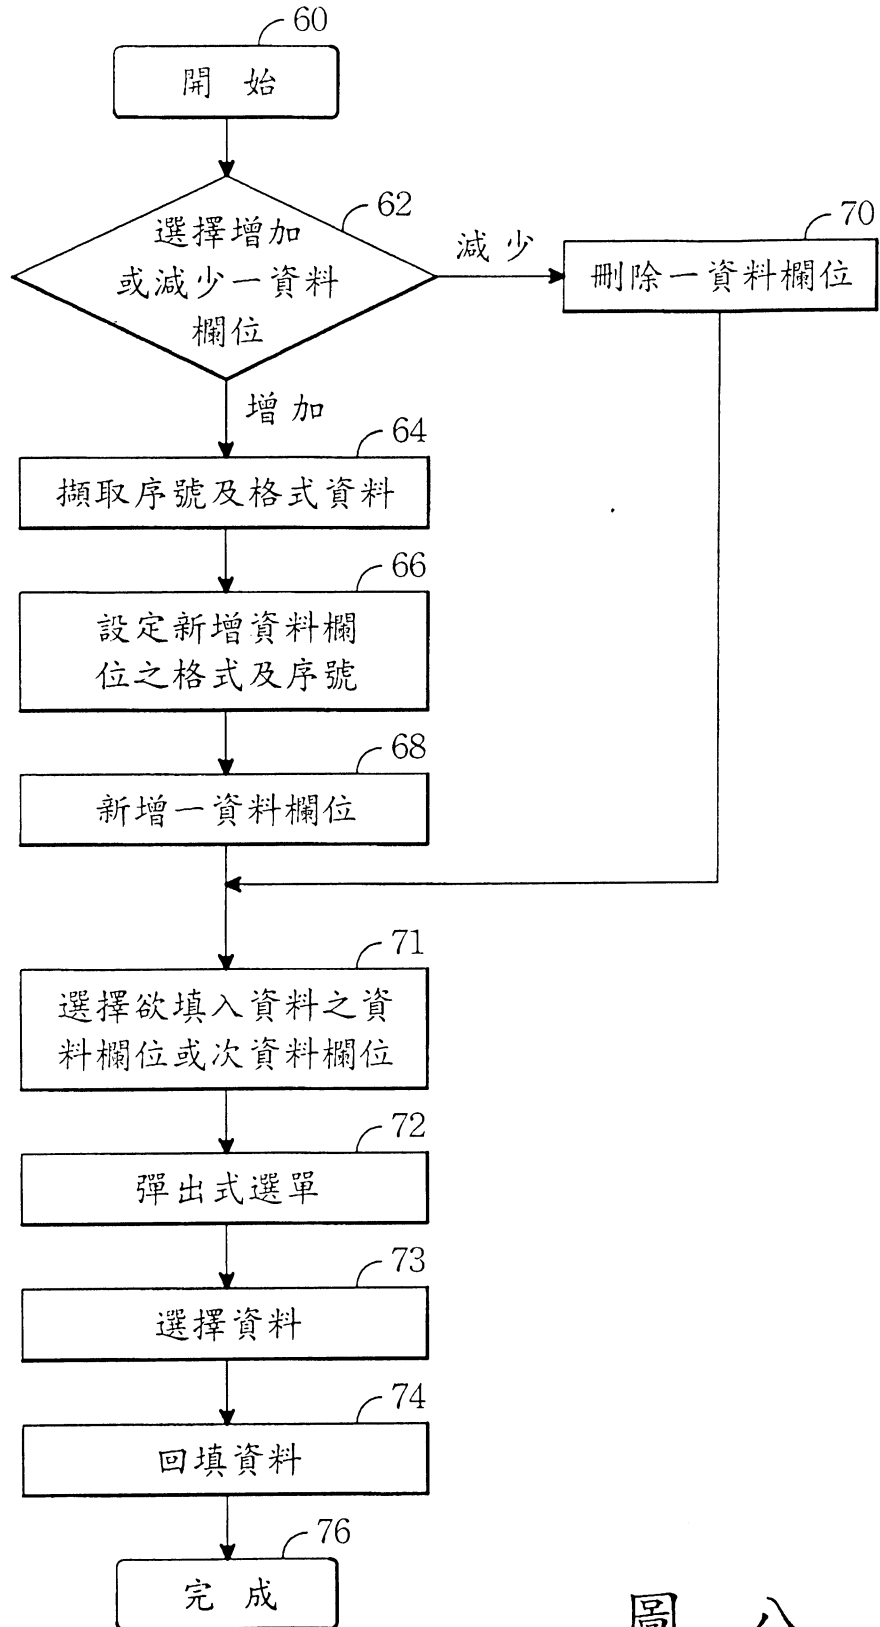 60
開始
62
選擇增加
或減少一資料
欄位
減少
70
刪除一資料欄位
增加
64
擷取序號及格式資料
66
設定新增資料欄
位之格式及序號
68
新增一資料欄位
71
選擇欲填入資料之資
料欄位或次資料欄位
72
彈出式選單
73
選擇資料
74
回填資料
76
完成
圖八